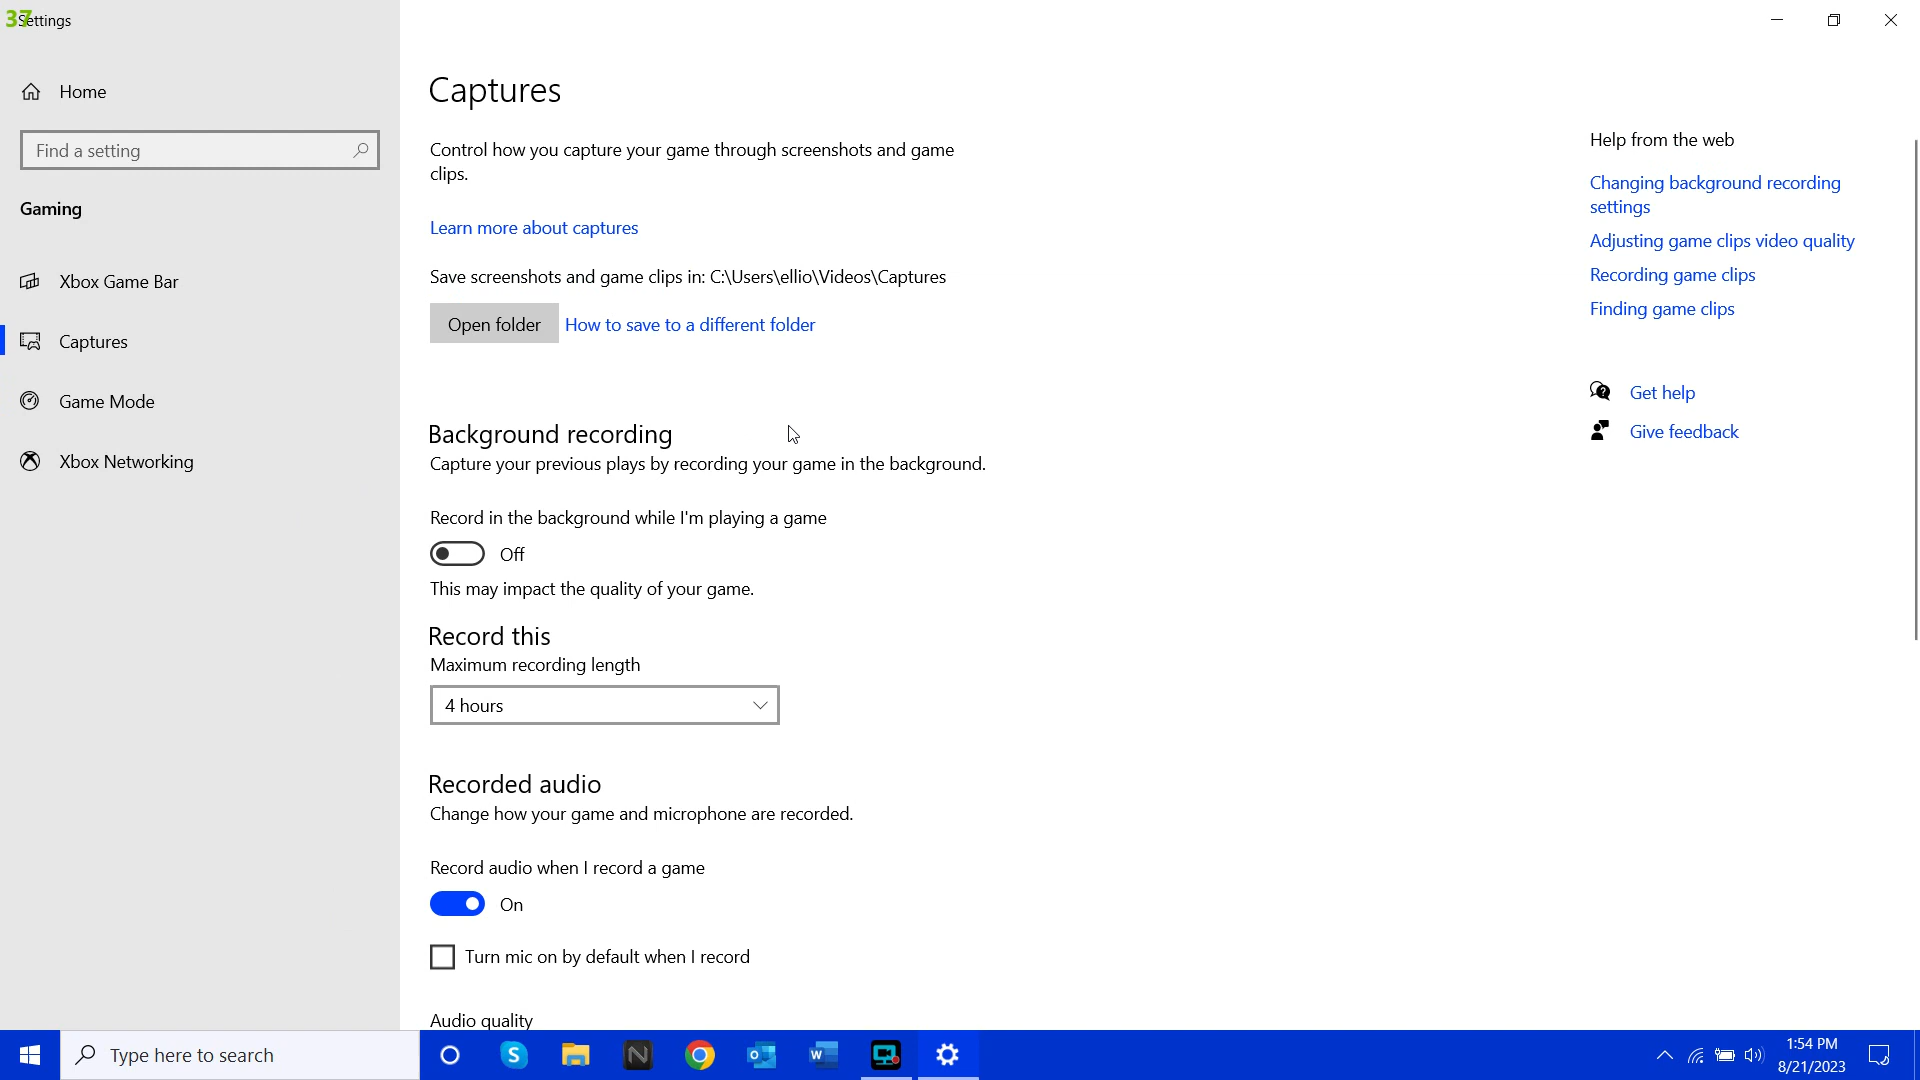 37
Settings
Home
Find a setting
Gaming
Xbox Game Bar
Captures
Game Mode
Xbox Networking
Captures
Control how you capture your game through screenshots and game
clips.
Learn more about captures
Save screenshots and game clips in: C:\Users\ellio\Videos\Captures
Open folder
How to save to a different folder
Background recording
Capture your previous plays by recording your game in the background.
Record in the background while I'm playing a game
Off
This may impact the quality of your game.
Record this
Maximum recording length
4 hours
Recorded audio
Change how your game and microphone are recorded.
Record audio when I record a game
On
Turn mic on by default when I record
Audio quality
Help from the web
Changing background recording
settings
Adjusting game clips video quality
Recording game clips
Finding game clips
Get help
Give feedback
Type here to search
S
N
o
W
1:54 PM
8/21/2023